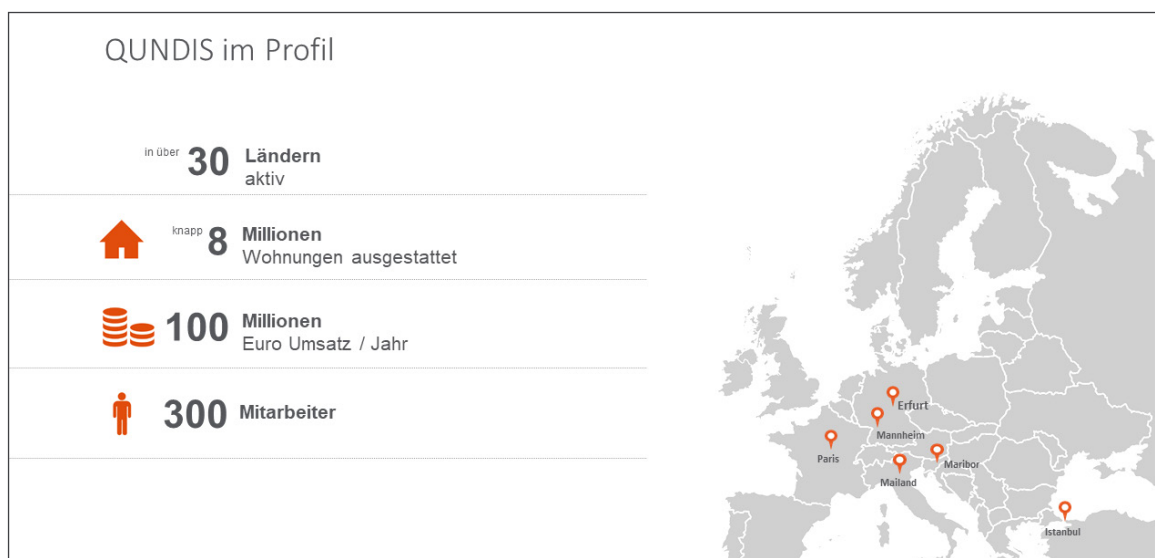 QUNDIS im Profil
in über 30 Ländern
aktiv
knapp 8 Millionen
Wohnungen ausgestattet
100 Millionen
Euro Umsatz / Jahr
300 Mitarbeiter
Erfurt
Mannheim
Paris
Maribor
Mailand
Istanbul